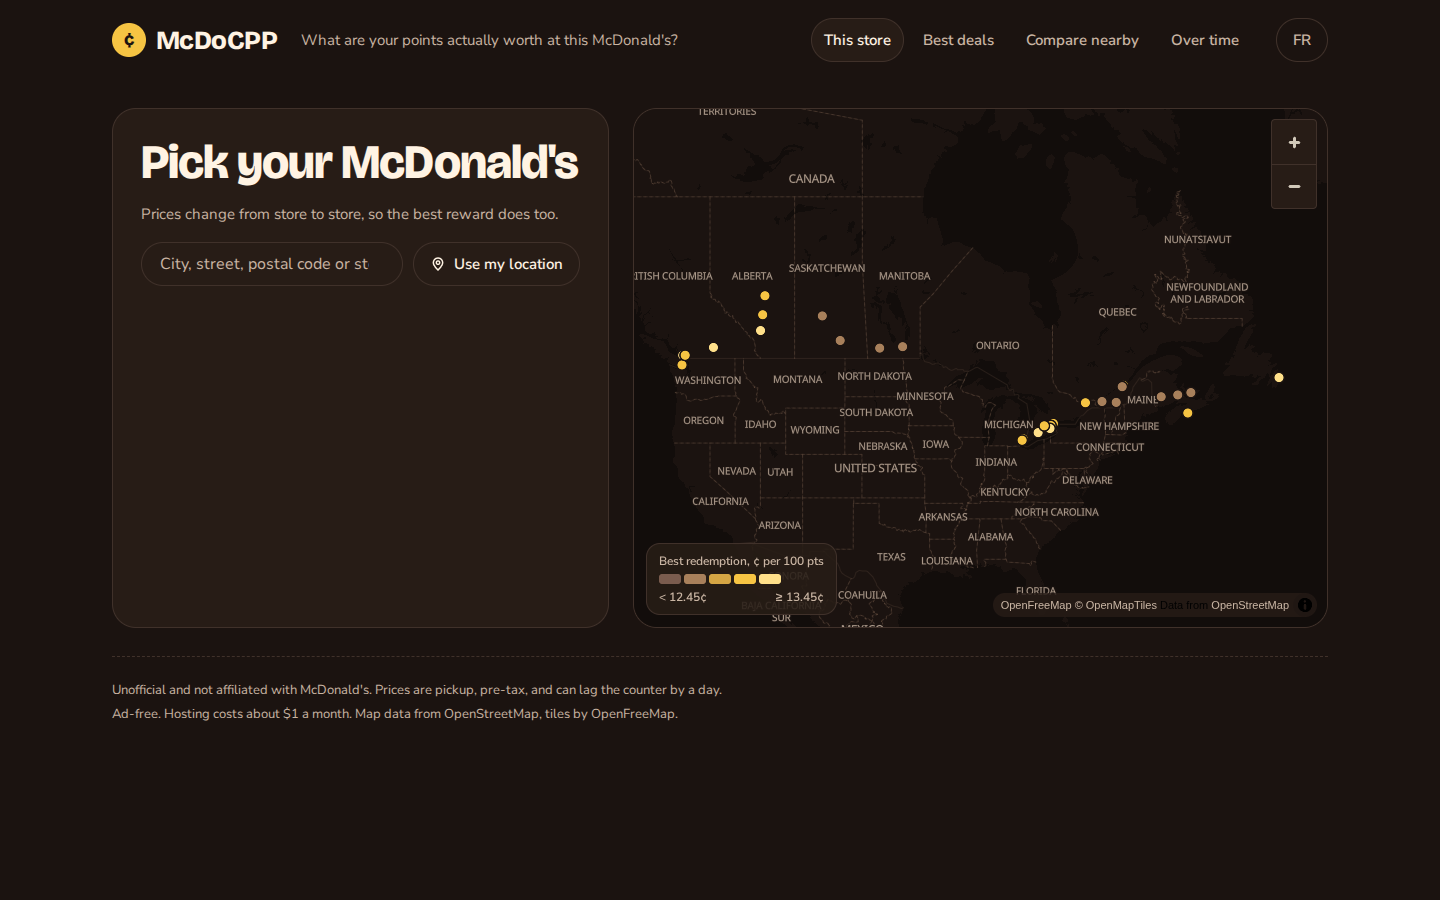 ¢ McDoCPP
What are your points actually worth at this McDonald's?
This store
Best deals
Compare nearby
Over time
FR
Pick your McDonald's
Prices change from store to store, so the best reward does too.
City, street, postal code or st
Use my location
TERRITORIES
CANADA
NUNATSIAVUT
TISH COLUMBIA
ALBERTA
SASKATCHEWAN
MANITOBA
NEWFOUNDLAND
AND LABRADOR
QUEBEC
ONTARIO
WASHINGTON
MONTANA
NORTH DAKOTA
MINNESOTA
MAINE
SOUTH DAKOTA
OREGON
IDAHO
WYOMING
MICHIGAN
NEW HAMPSHIRE
NEBRASKA
IOWA
CONNECTICUT
NEVADA
UTAH
UNITED STATES
INDIANA
DELAWARE
CALIFORNIA
KENTUCKY
ARIZONA
ARKANSAS
NORTH CAROLINA
ALABAMA
TEXAS
LOUISIANA
FLORIDA
COAHUILA
BAJA CALIFORNIA
SUR
MEXICO
Best redemption, ¢ per 100 pts
< 12.45¢
≥ 13.45¢
OpenFreeMap © OpenMapTiles Data from OpenStreetMap
Unofficial and not affiliated with McDonald's. Prices are pickup, pre-tax, and can lag the counter by a day.
Ad-free. Hosting costs about $1 a month. Map data from OpenStreetMap, tiles by OpenFreeMap.